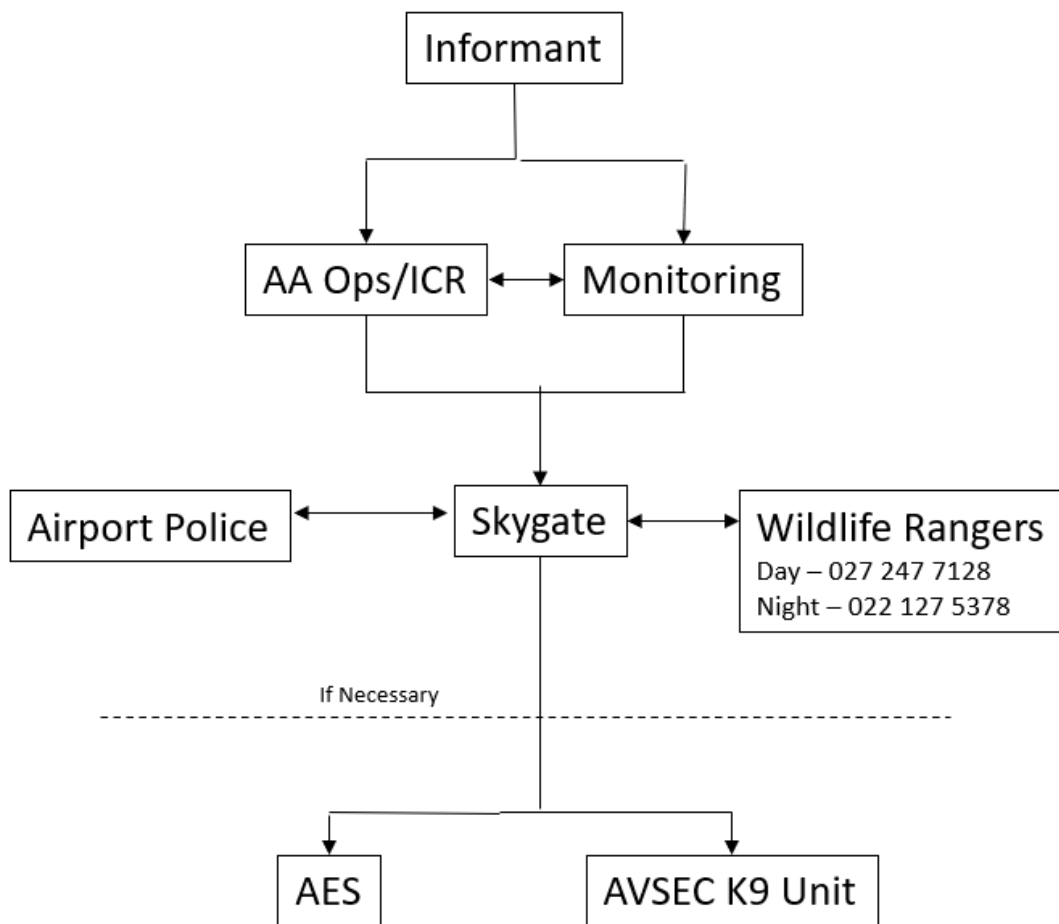 Informant
AA Ops/ICR
Monitoring
Airport Police
Skygate
Wildlife Rangers
Day – 027 247 7128
Night – 022 127 5378
If Necessary
AES
AVSEC K9 Unit